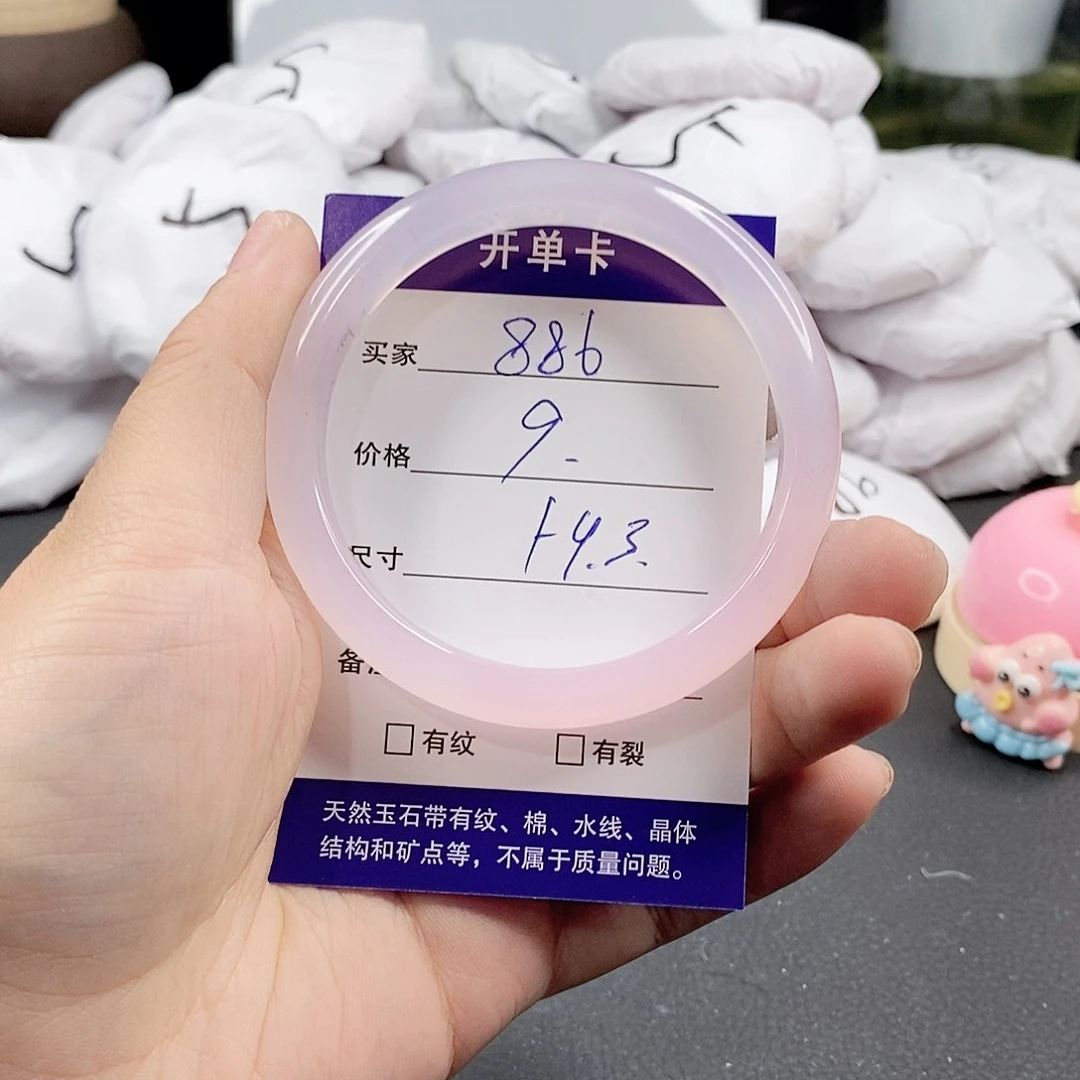 开单卡
买家 886
价格 9.-
尺寸
备
□有纹 □有裂
天然玉石带有纹、棉、水线、晶体
结构和矿点等，不属于质量问题。